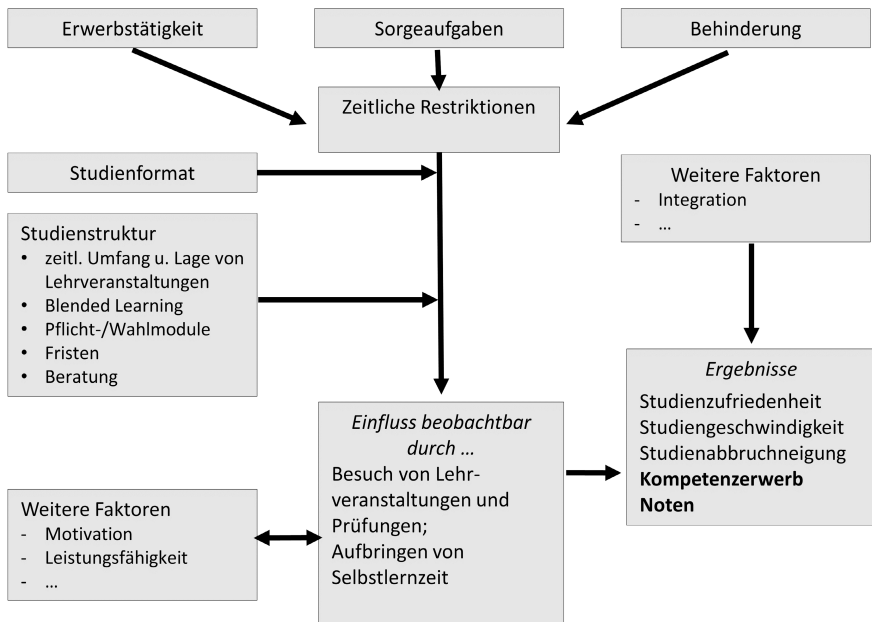 Erwerbstätigkeit
Sorgeaufgaben
Behinderung
Zeitliche Restriktionen
Studienformat
Weitere Faktoren
- Integration
- …
Studienstruktur
• zeitl. Umfang u. Lage von
Lehrveranstaltungen
• Blended Learning
• Pflicht-/Wahlmodule
• Fristen
• Beratung
Ergebnisse
Studienzufriedenheit
Studiengeschwindigkeit
Studienabbruchneigung
Kompetenzerwerb
Noten
Einfluss beobachtbar
durch …
Besuch von Lehr-
veranstaltungen und
Prüfungen;
Aufbringen von
Selbstlernzeit
Weitere Faktoren
- Motivation
- Leistungsfähigkeit
- …